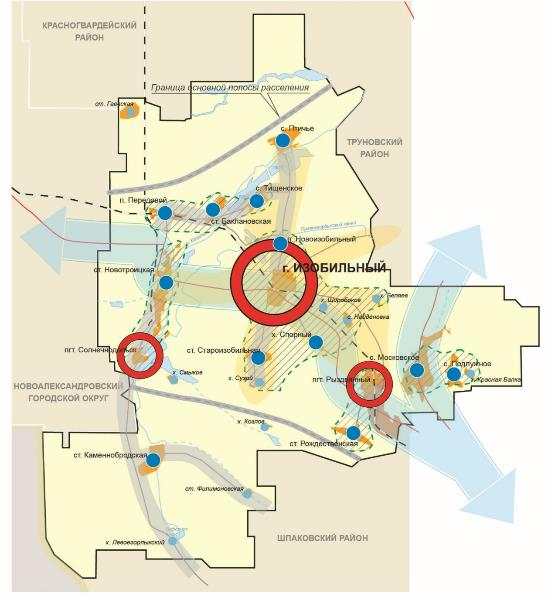 КРАСНОГВАРДЕЙСКИЙ
РАЙОН
Граница основной полосы расселения
ст. Гаевская
с. Птичье
ТРУНОВСКИЙ
РАЙОН
с. Тищенское
п. Передовой
ст. Баклановская
п. Новоизобильный
г. ИЗОБИЛЬНЫЙ
ст. Новотроицкая
х. Широбоков
х. Беляев
с. Найденовка
х. Спорный
пгт. Солнечнодольск
ст. Староизобильная
с. Московское
с. Подлужное
х. Красная Балка
х. Смыков
х. Сухой
пгт. Рыздвяный
НОВОАЛЕКСАНДРОВСКИЙ
ГОРОДСКОЙ ОКРУГ
х. Козлов
ст. Рождественская
ст. Каменнобродская
ст. Филимоновская
ШПАКОВСКИЙ РАЙОН
х. Левоегорлыкский